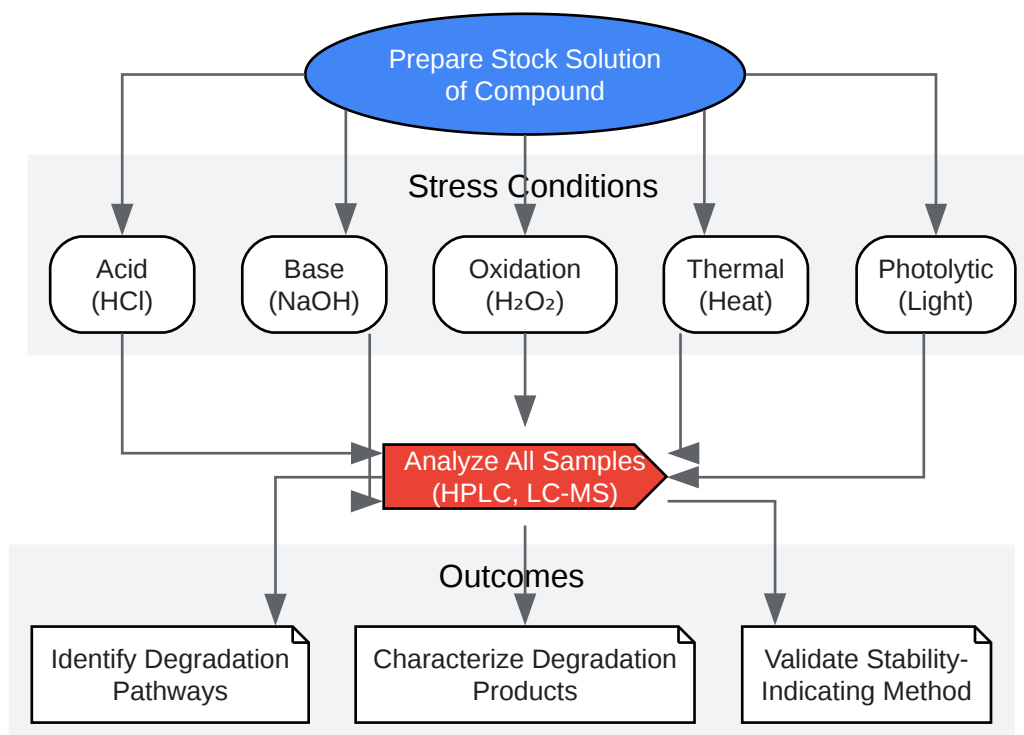 Prepare Stock Solution
of Compound
Stress Conditions
Acid
(HCl)
Base
(NaOH)
Oxidation
(H₂O₂)
Thermal
(Heat)
Photolytic
(Light)
Analyze All Samples
(HPLC, LC-MS)
Outcomes
Identify Degradation
Pathways
Characterize Degradation
Products
Validate Stability-
Indicating Method